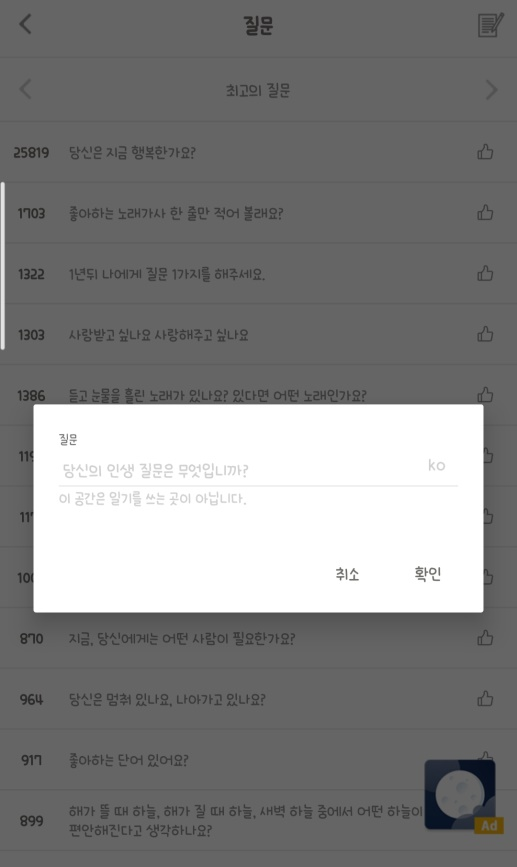 질문
최고의 질문
25819 당신은 지금 행복한가요?
1703 좋아하는 노래가사 한 줄만 적어 볼래요?
1322 1년뒤 나에게 질문 1가지를 해주세요.
1303 사랑받고 싶나요 사랑해주고 싶나요
1386 듣고 눈물을 흘린 노래가 있나요? 있다면 어떤 노래인가요?
질문
당신의 인생 질문은 무엇입니까? ko
이 공간은 일기를 쓰는 곳이 아닙니다.
취소 확인
870 지금, 당신에게는 어떤 사람이 필요한가요?
964 당신은 멈춰 있나요, 나아가고 있나요?
917 좋아하는 단어 있어요?
899 해가 뜰 때 하늘, 해가 질 때 하늘, 새벽 하늘 중에서 어떤 하늘이
편안해진다고 생각하나요?
Ad